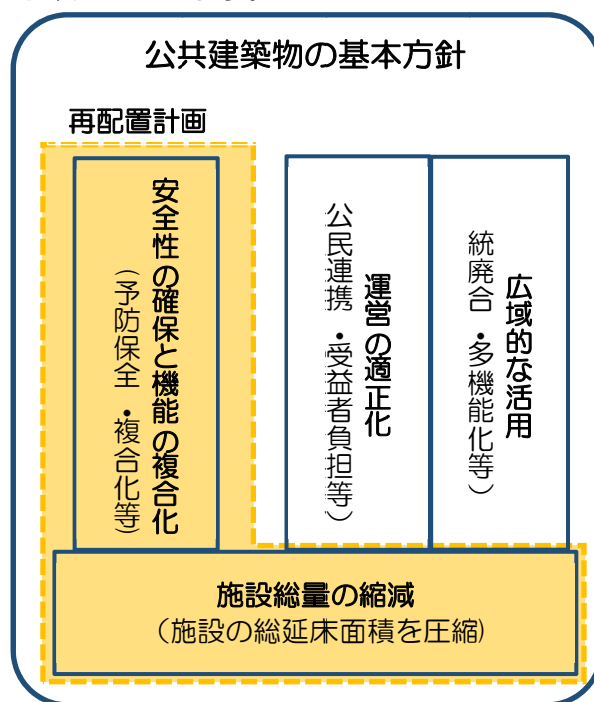 公共建築物の基本方針
再配置計画
安全性の確保と機能の複合化
(予防保全・複合化等)
運営の適正化
(公民連携・受益者負担等)
広域的な活用
(統廃合・多機能化等)
施設総量の縮減
(施設の総延床面積を圧縮)